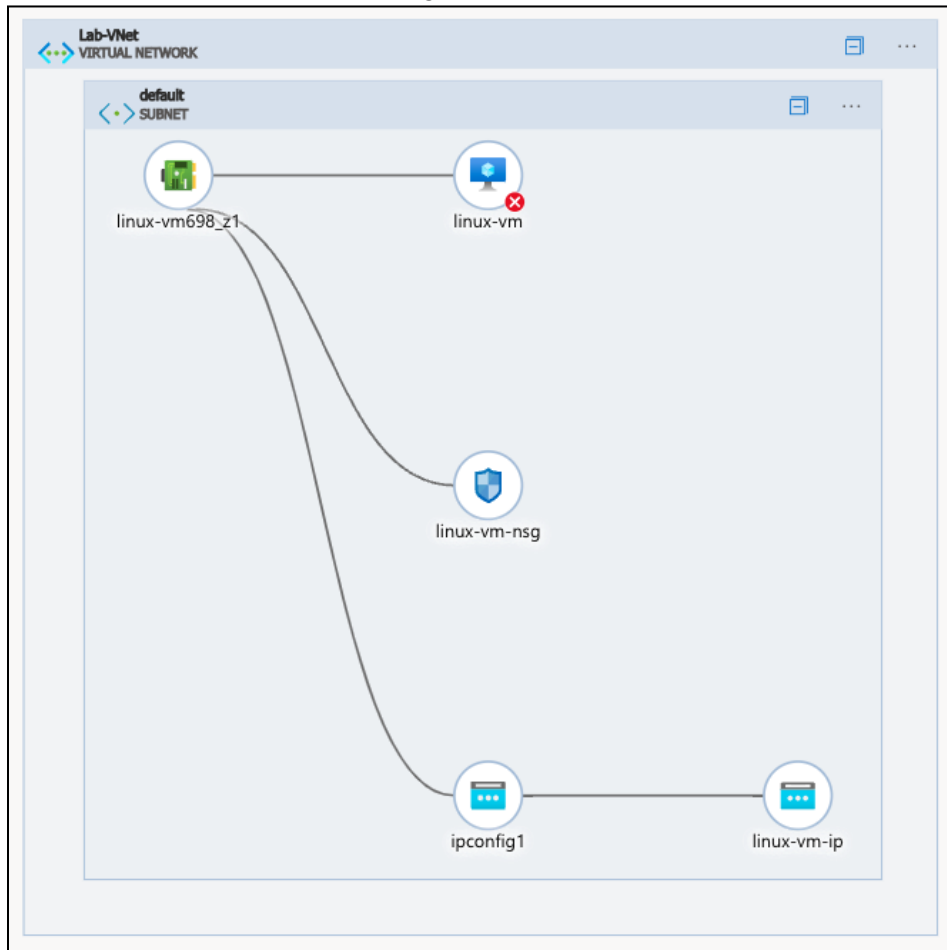 Lab-VNet
VIRTUAL NETWORK
default
SUBNET
linux-vm698_z1
linux-vm
linux-vm-nsg
ipconfig1
linux-vm-ip